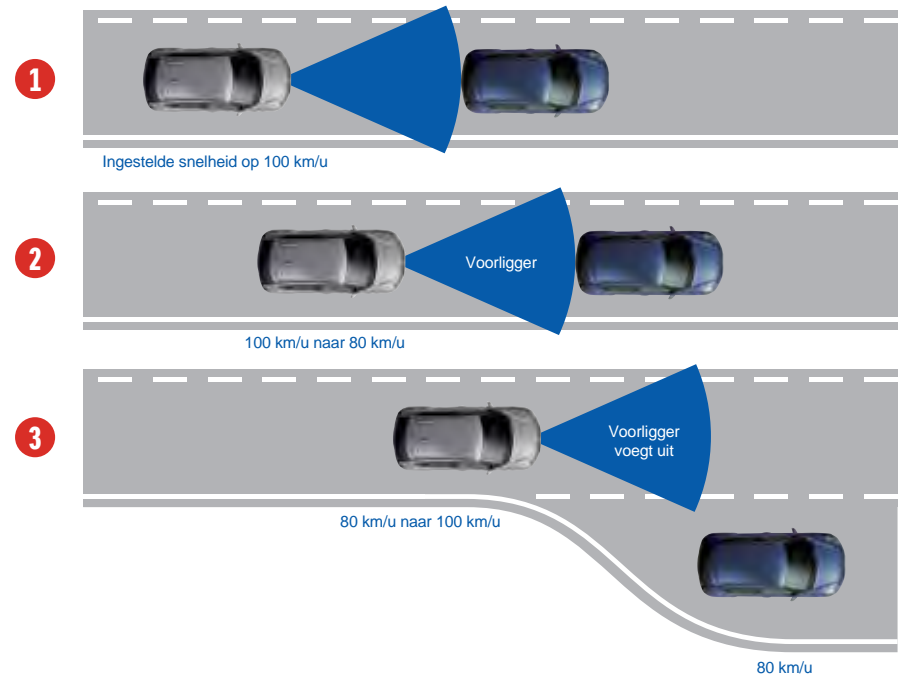 1
Ingestelde snelheid op 100 km/u
2
Voorligger
100 km/u naar 80 km/u
3
Voorligger
voegt uit
80 km/u naar 100 km/u
80 km/u